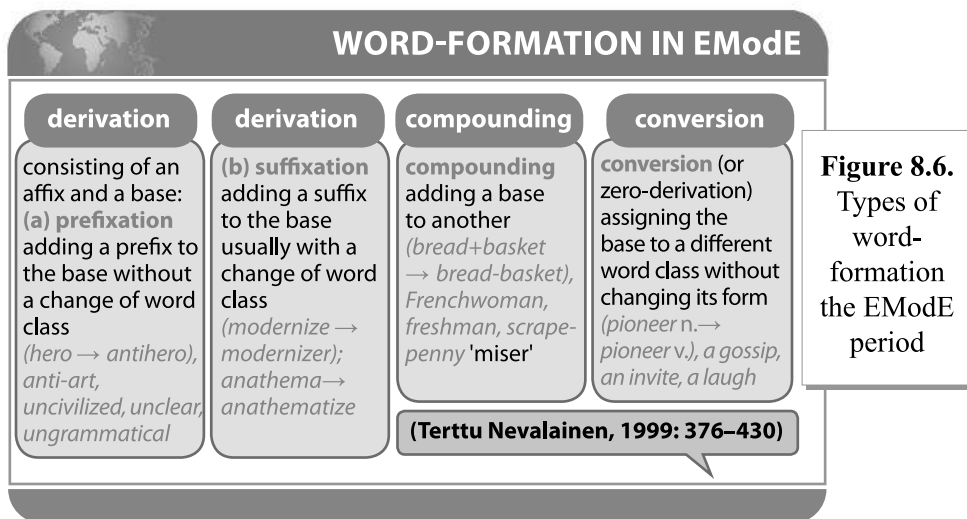 WORD-FORMATION IN EModE
derivation
consisting of an
affix and a base:
(a) prefixation
adding a prefix to
the base without
a change of word
class
(hero → antihero),
anti-art,
uncivilized, unclear,
ungrammatical
derivation
(b) suffixation
adding a suffix
to the base
usually with a
change of word
class
(modernize →
modernizer);
anathema→
anathematize
compounding
compounding
adding a base
to another
(bread+basket
→ bread-basket),
Frenchwoman,
freshman, scrape-
penny 'miser'
conversion
conversion (or
zero-derivation)
assigning the
base to a different
word class without
changing its form
(pioneer n.→
pioneer v.), a gossip,
an invite, a laugh
(Terttu Nevalainen, 1999: 376–430)
Figure 8.6.
Types of
word-
formation
the EModE
period